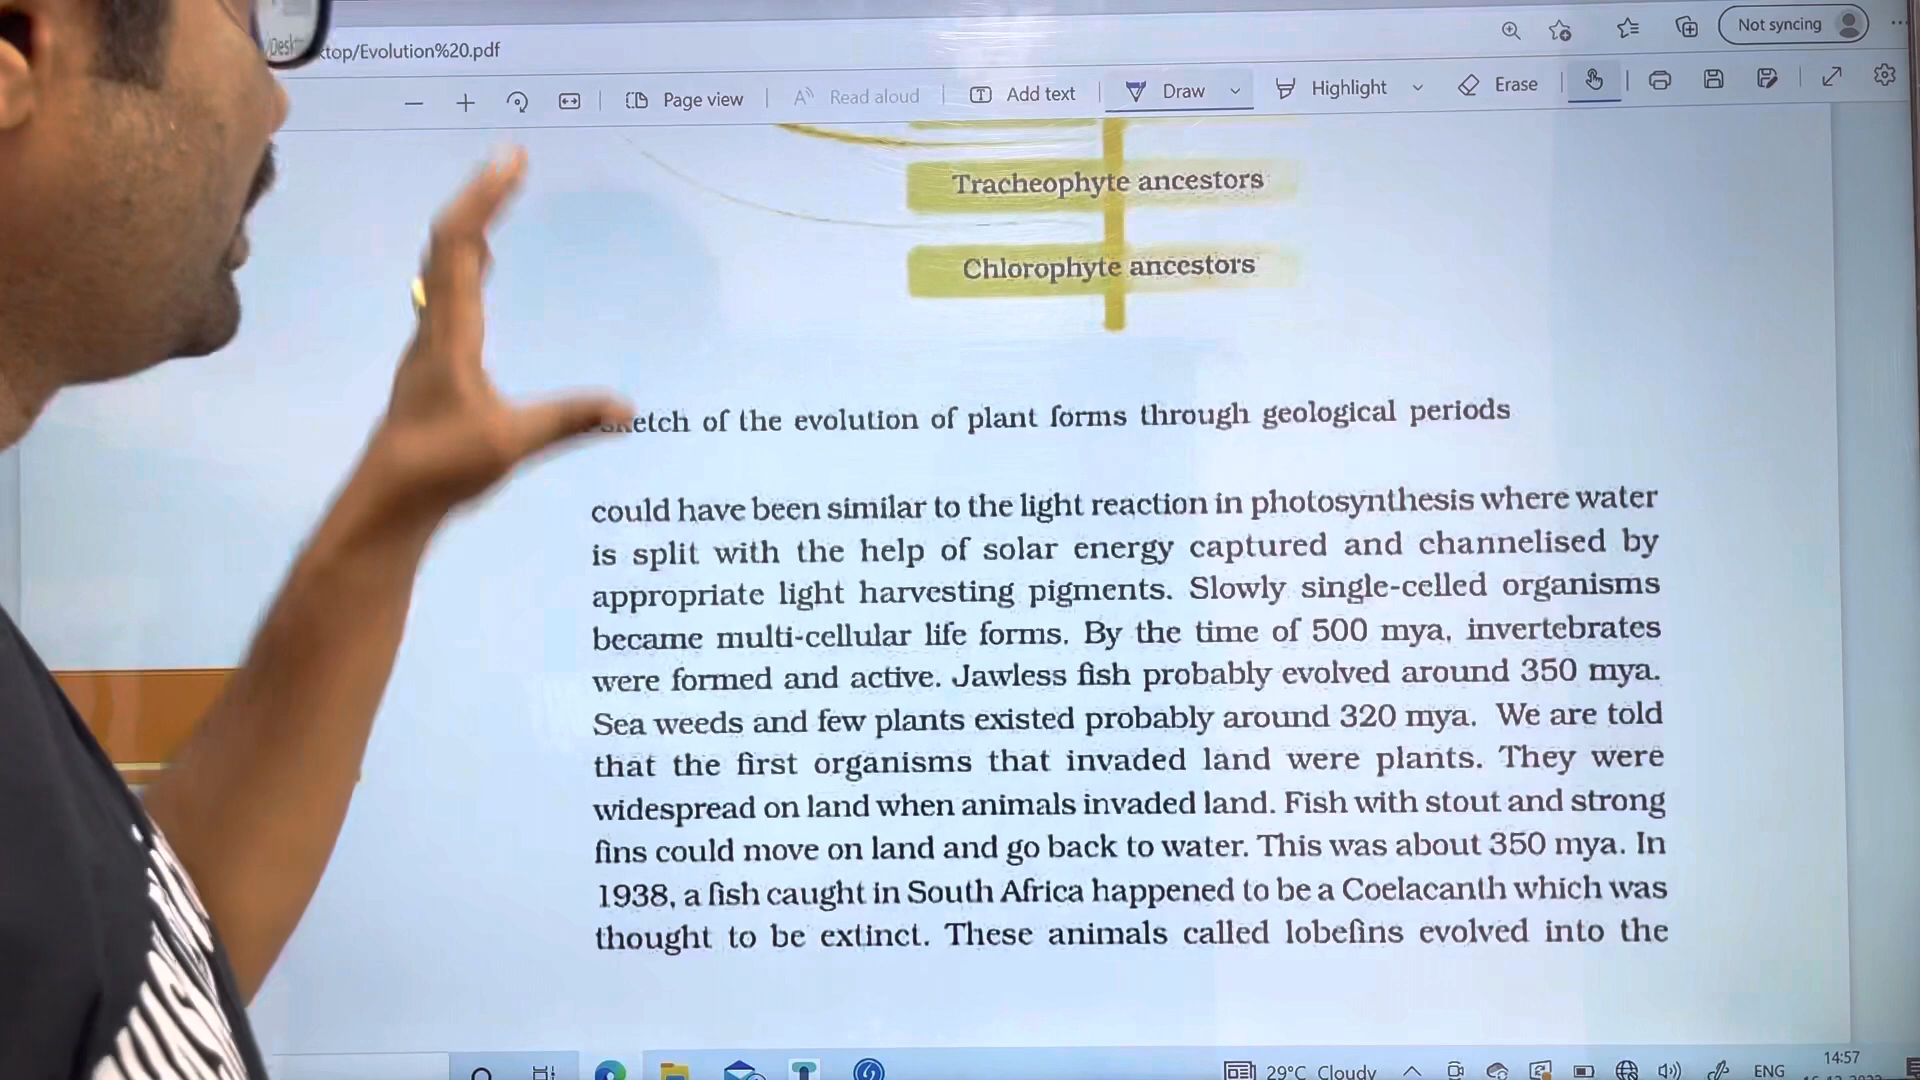 ktop/Evolution%20.pdf
Not syncing
Page view
Read aloud
Add text
Draw
Highlight
Erase
Tracheophyte ancestors
Chlorophyte ancestors
sketch of the evolution of plant forms through geological periods
could have been similar to the light reaction in photosynthesis where water
is split with the help of solar energy captured and channelised by
appropriate light harvesting pigments. Slowly single-celled organisms
became multi-cellular life forms. By the time of 500 mya, invertebrates
were formed and active. Jawless fish probably evolved around 350 mya.
Sea weeds and few plants existed probably around 320 mya. We are told
that the first organisms that invaded land were plants. They were
widespread on land when animals invaded land. Fish with stout and strong
fins could move on land and go back to water. This was about 350 mya. In
1938, a fish caught in South Africa happened to be a Coelacanth which was
thought to be extinct. These animals called lobefins evolved into the
29°C Cloudy
ENG
14:57